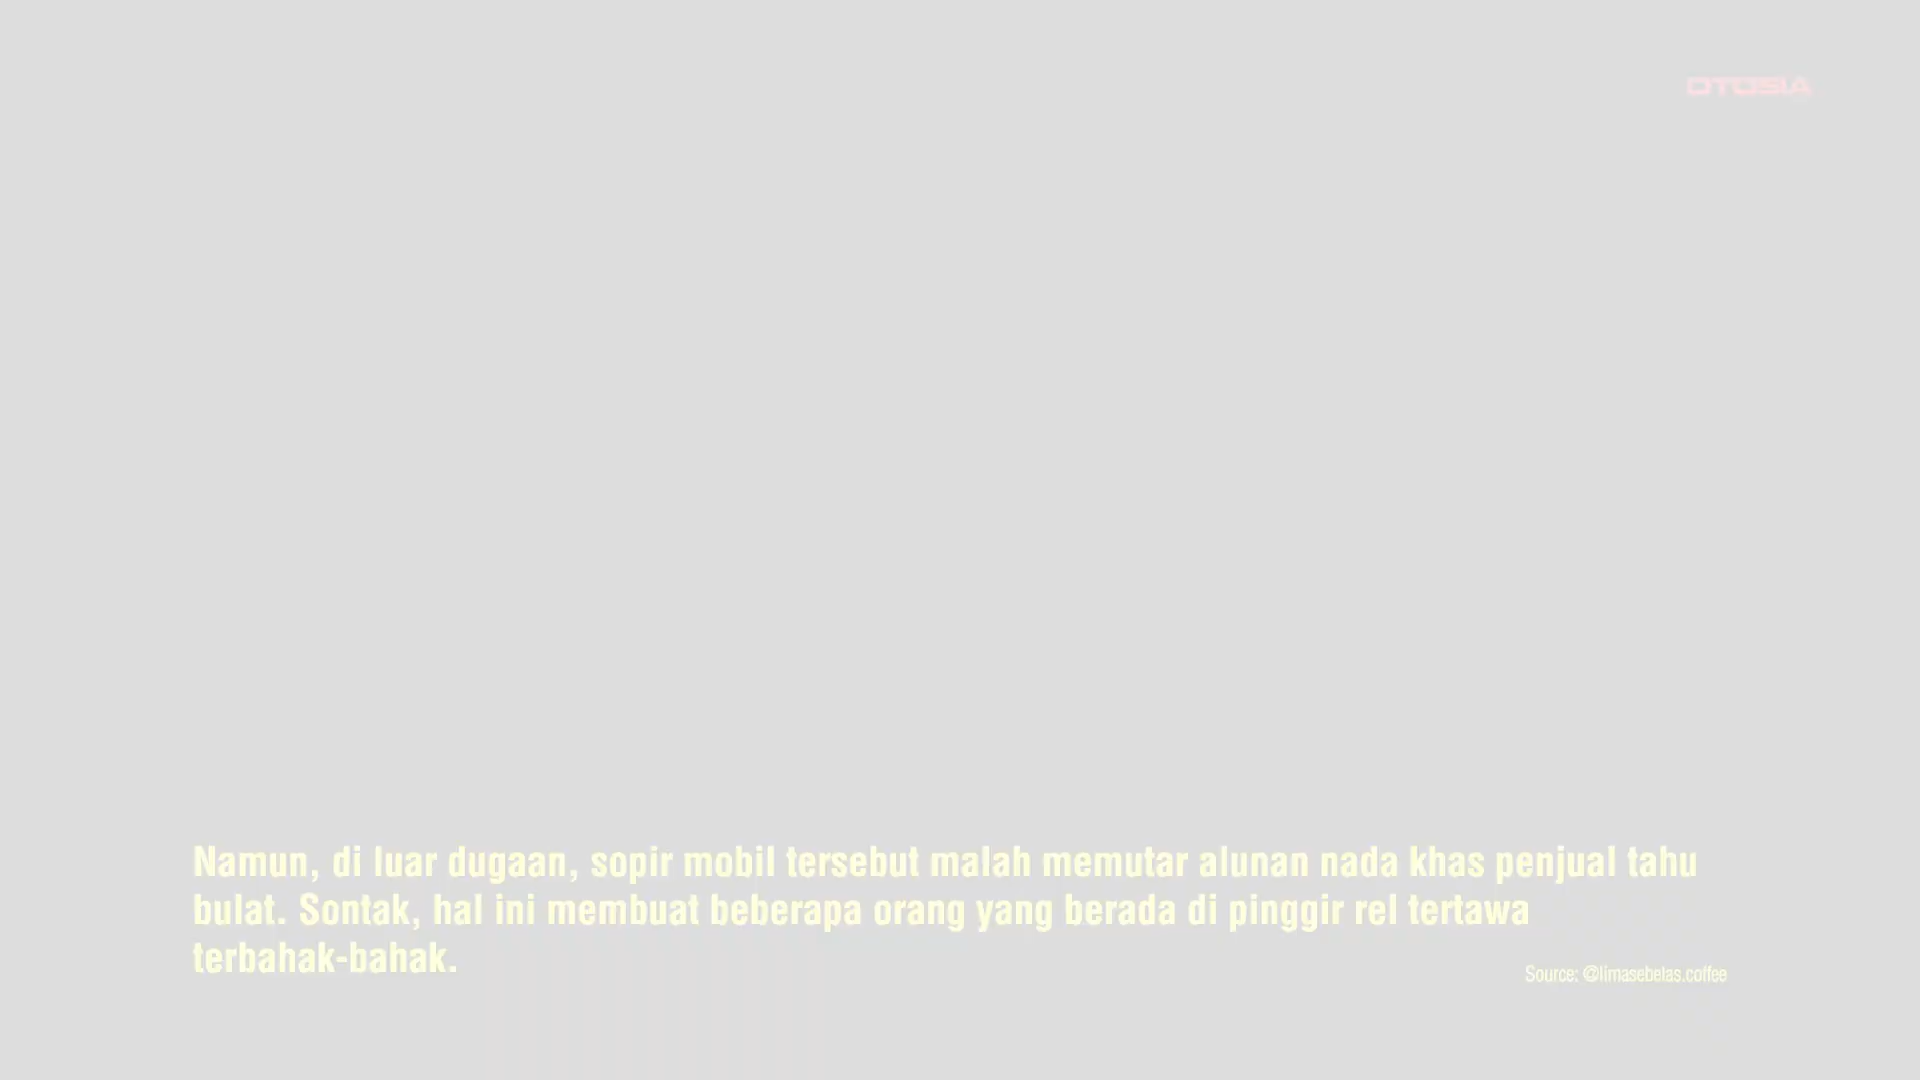 OTOSIA
Namun, di luar dugaan, sopir mobil tersebut malah memutar alunan nada khas penjual tahu
bulat. Sontak, hal ini membuat beberapa orang yang berada di pinggir rel tertawa
terbahak-bahak.
Source: @limasebelas.coffee